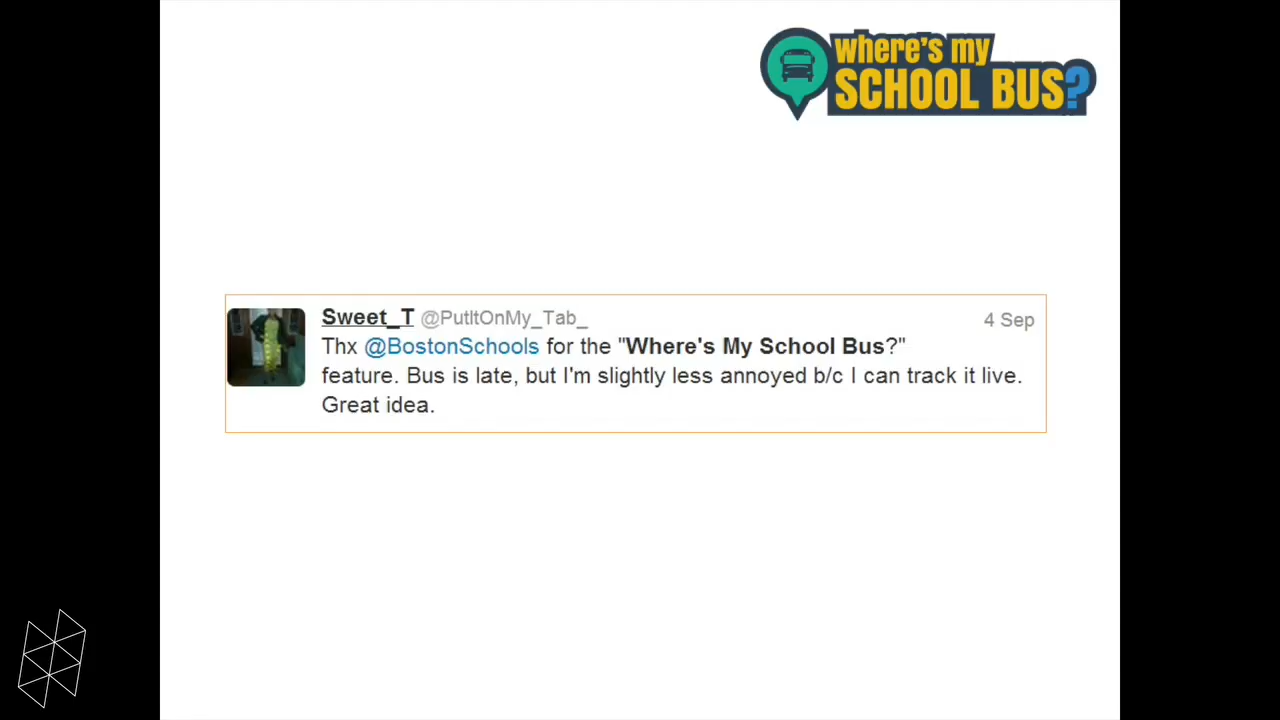 where's my
SCHOOL BUS?
Sweet_T @PutItOnMy_Tab_ 4 Sep
Thx @BostonSchools for the "Where's My School Bus?"
feature. Bus is late, but I'm slightly less annoyed b/c I can track it live.
Great idea.